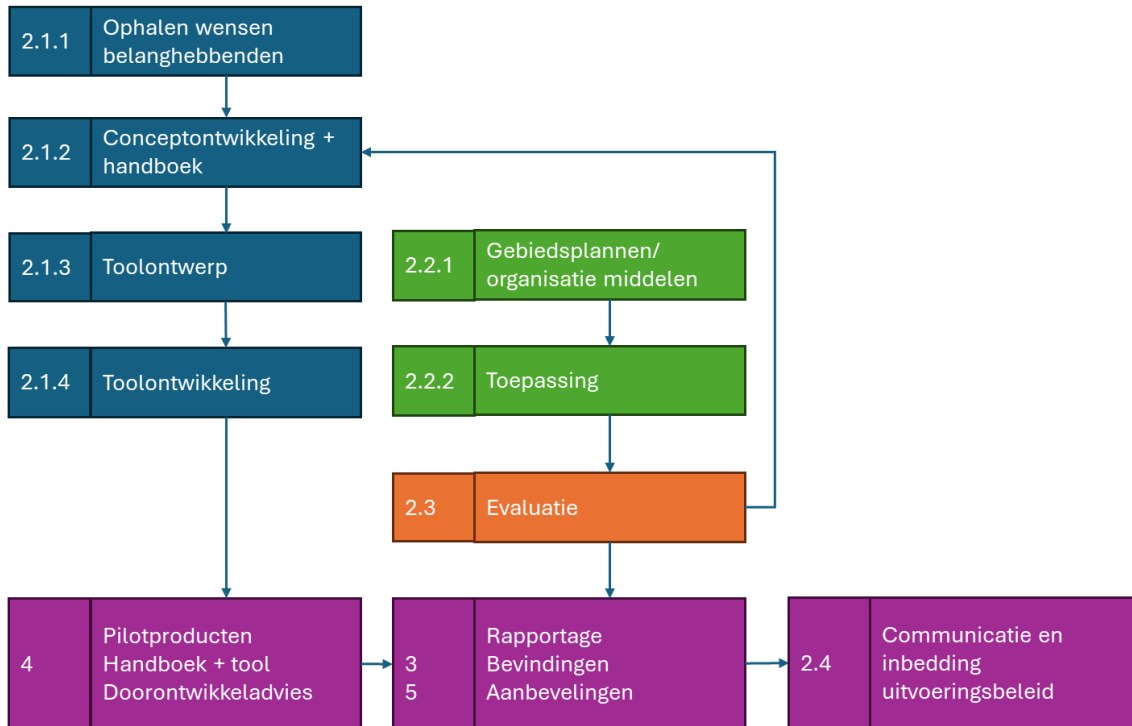 2.1.1
Ophalen wensen
belanghebbenden
2.1.2
Conceptontwikkeling +
handboek
2.1.3
Toolontwerp
2.2.1
Gebiedsplannen/
organisatie middelen
2.1.4
Toolontwikkeling
2.2.2
Toepassing
2.3
Evaluatie
4
Pilotproducten
Handboek + tool
Doorontwikkeladvies
3
5
Rapportage
Bevindingen
Aanbevelingen
2.4
Communicatie en
inbedding
uitvoeringsbeleid